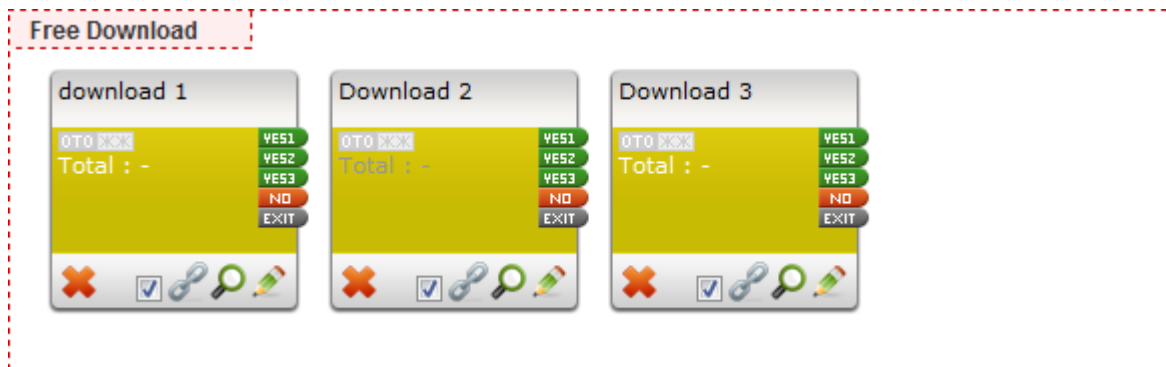 Free Download
download 1
OTO
YES1
Total : -
YES2
YES3
NO
EXIT
Download 2
OTO
YES1
Total : -
YES2
YES3
NO
EXIT
Download 3
OTO
YES1
Total : -
YES2
YES3
NO
EXIT